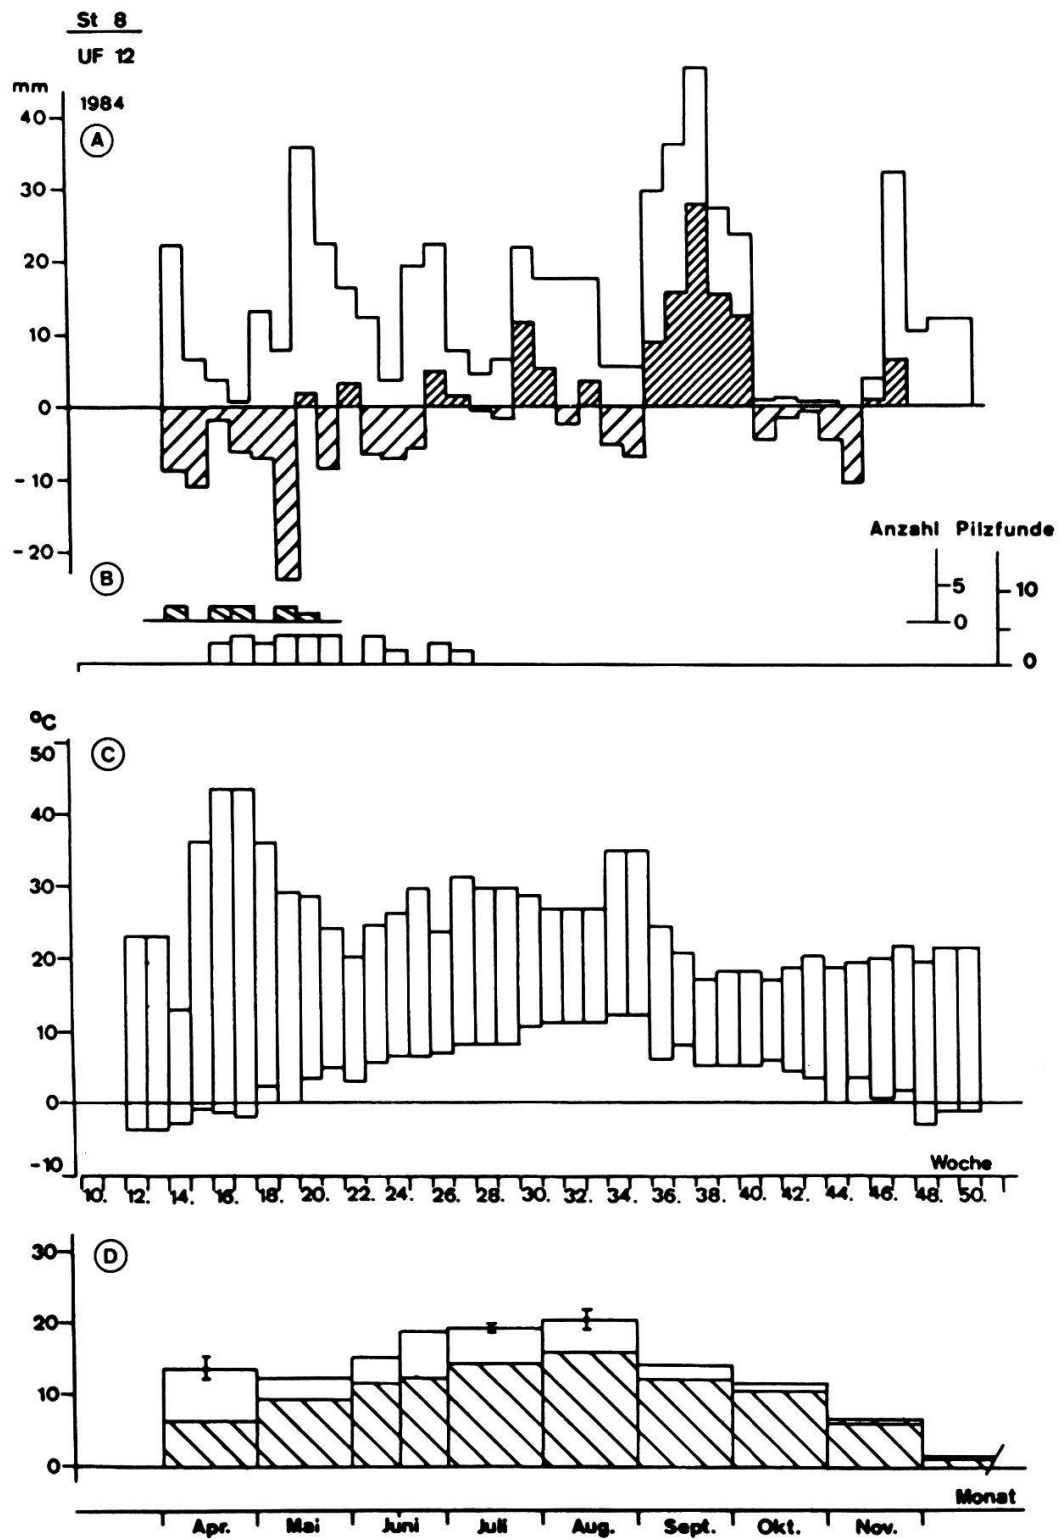 St 8
UF 12
mm
1984
A
40
30
20
10
0
-10
-20
B
Anzahl Pilzfunde
5 10
0
0
°C
50
C
40
30
20
10
0
-10
Woche
10. 12. 14. 16. 18. 20. 22. 24. 26. 28. 30. 32. 34. 36. 38. 40. 42. 44. 46. 48. 50.
30
D
20
10
0
Monat
Apr. Mai Juni Juli Aug. Sept. Okt. Nov.